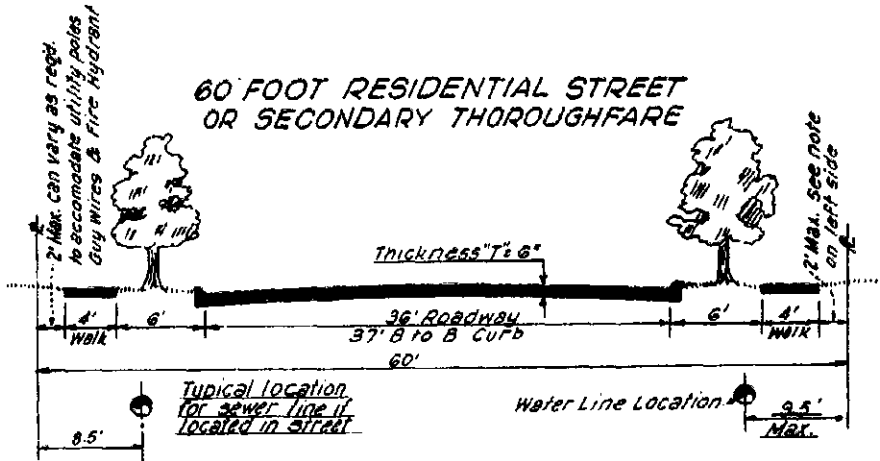 2' Max. can vary as reqd.
to accomodate utility poles
Guy Wires & Fire Hydrant
60 FOOT RESIDENTIAL STREET
OR SECONDARY THOROUGHFARE
2' Max. see note
on left side
Thickness "T" = 6"
4'
Walk
6'
36' Roadway
37' B to B Curb
6'
4'
Walk
60'
Typical location
for sewer line if
located in street
8.5'
Water Line Location
9.5'
Max.